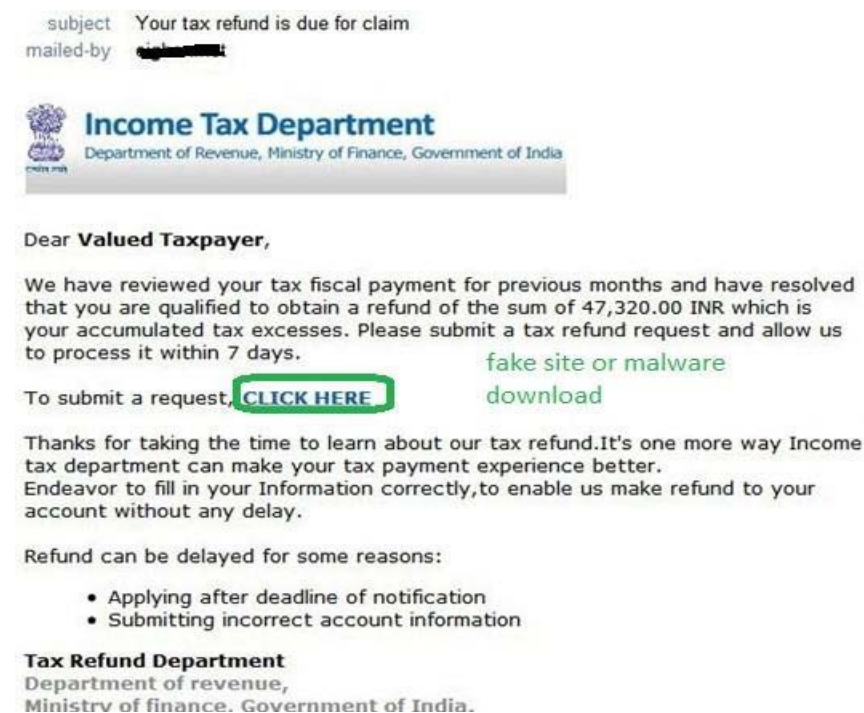 subject Your tax refund is due for claim
mailed-by
Income Tax Department
Department of Revenue, Ministry of Finance, Government of India
Dear Valued Taxpayer,
We have reviewed your tax fiscal payment for previous months and have resolved
that you are qualified to obtain a refund of the sum of 47,320.00 INR which is
your accumulated tax excesses. Please submit a tax refund request and allow us
to process it within 7 days.
fake site or malware
download
To submit a request, CLICK HERE
Thanks for taking the time to learn about our tax refund.It's one more way Income
tax department can make your tax payment experience better.
Endeavor to fill in your Information correctly,to enable us make refund to your
account without any delay.
Refund can be delayed for some reasons:
• Applying after deadline of notification
• Submitting incorrect account information
Tax Refund Department
Department of revenue,
Ministry of finance, Government of India.